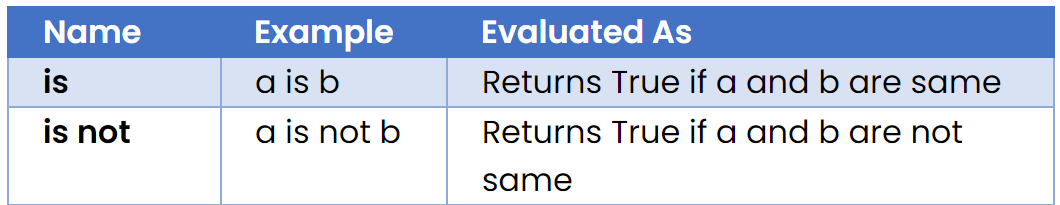 Name Example Evaluated As
is a is b Returns True if a and b are same
is not a is not b Returns True if a and b are not
same